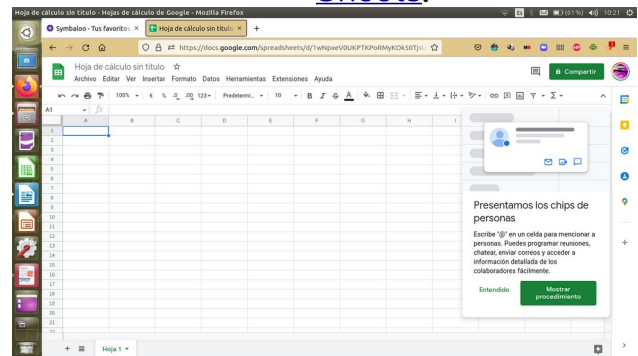 Sheets.
Hoja de cálculo sin título - Hojas de cálculo de Google - Mozilla Firefox
(61%) 10:21
Symbaloo - Tus favoritos × Hoja de cálculo sin título × +
https://docs.google.com/spreadsheets/d/1wNpxeV0UKPTKPoRMyKOkS0Tjs
Hoja de cálculo sin título
Archivo Editar Ver Insertar Formato Datos Herramientas Extensiones Ayuda
Compartir
100% € % .0 .00 123 Predetermi... 10 B I S A
A1 fx
A B C D E F G H I
1
2
3
4
5
6
7
8
9
10
11
12
13
14
15
16
17
18
19
20
21
22
Presentamos los chips de
personas
Escribe "@" en un celda para mencionar a
personas. Puedes programar reuniones,
chatear, enviar correos y acceder a
información detallada de los
colaboradores fácilmente.
Entendido Mostrar
procedimiento
+ Hoja 1